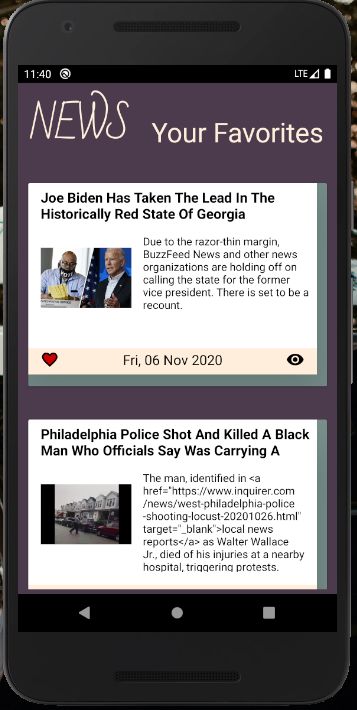 11:40 LTE
NEWS
Your Favorites
Joe Biden Has Taken The Lead In The
Historically Red State Of Georgia
Due to the razor-thin margin,
BuzzFeed News and other news
organizations are holding off on
calling the state for the former
vice president. There is set to be a
recount.
Fri, 06 Nov 2020
Philadelphia Police Shot And Killed A Black
Man Who Officials Say Was Carrying A
The man, identified in <a
href="https://www.inquirer.com
/news/west-philadelphia-police
-shooting-locust-20201026.html"
target="_blank">local news
reports</a> as Walter Wallace
Jr., died of his injuries at a nearby
hospital, triggering protests.